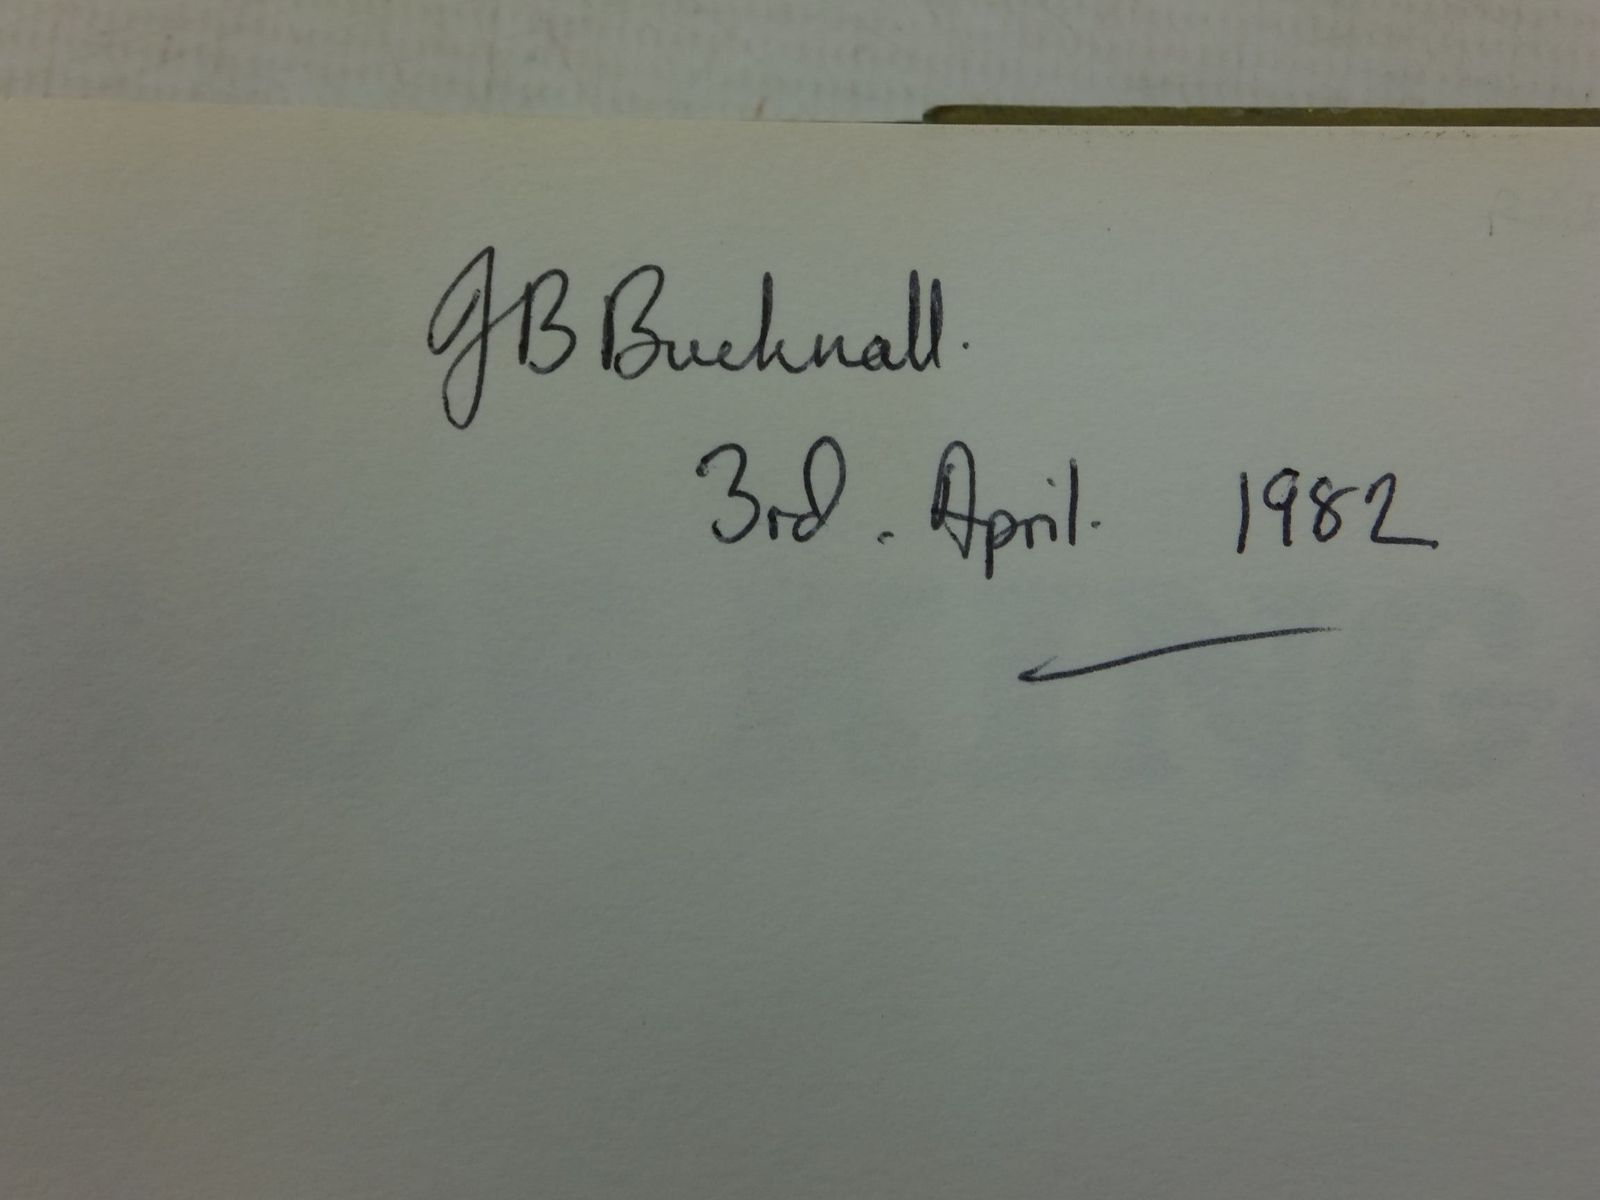 JB Bucknall.
3rd. April. 1982